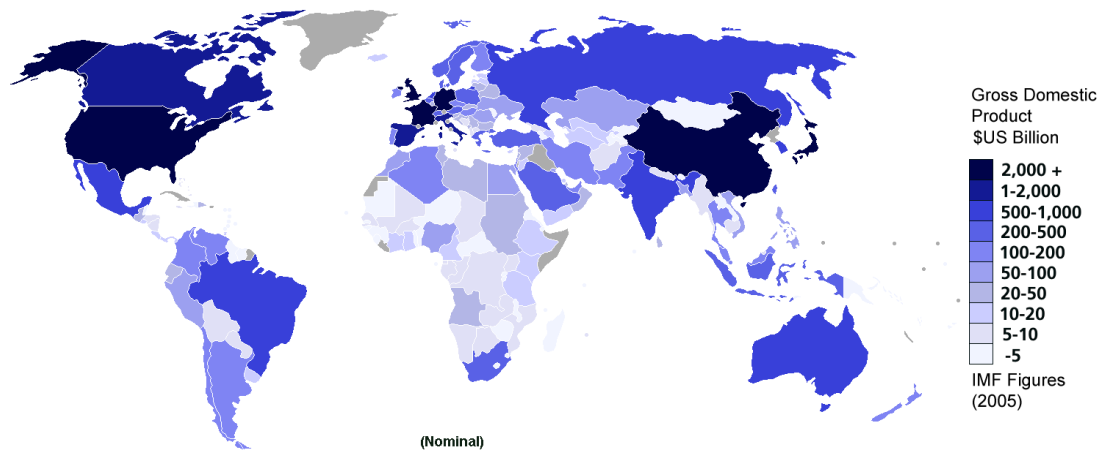 Gross Domestic
Product
$US Billion
2,000 +
1-2,000
500-1,000
200-500
100-200
50-100
20-50
10-20
5-10
-5
IMF Figures
(2005)
(Nominal)